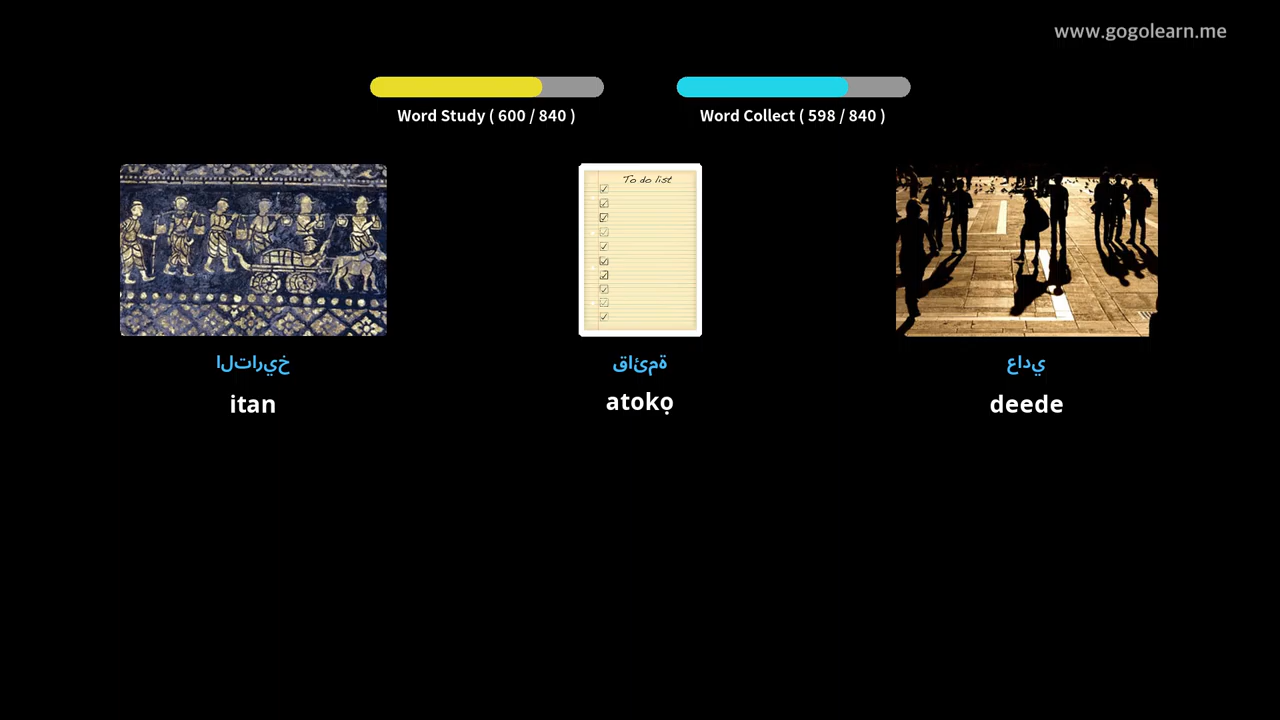 www.gogolearn.me
Word Study ( 600 / 840 )
Word Collect ( 598 / 840 )
To do list
التاريخ
قائمة
عادي
itan
atokọ
deede